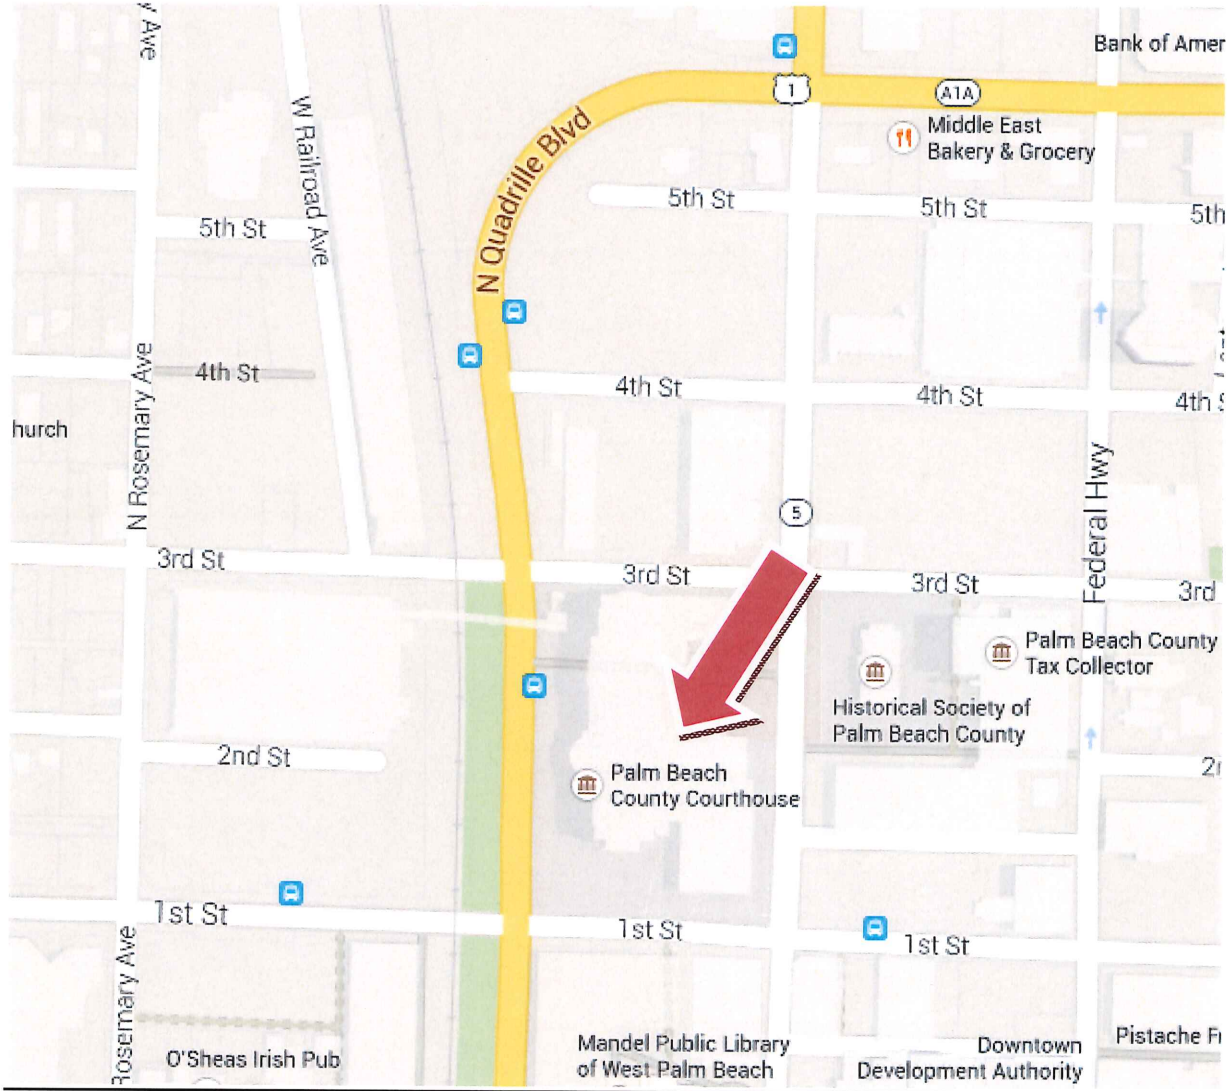 y Ave
Bank of Amer
1
A1A
Middle East
Bakery & Grocery
W Railroad Ave
N Quadrille Blvd
5th St
5th St
5th St
5th
N Rosemary Ave
4th St
4th St
4th St
4th S
hurch
5
Federal Hwy
3rd St
3rd St
3rd St
3rd
Palm Beach County
Tax Collector
Historical Society of
Palm Beach County
2nd St
Palm Beach
County Courthouse
1st St
1st St
1st St
Rosemary Ave
O'Sheas Irish Pub
Mandel Public Library
of West Palm Beach
Downtown
Development Authority
Pistache Fr